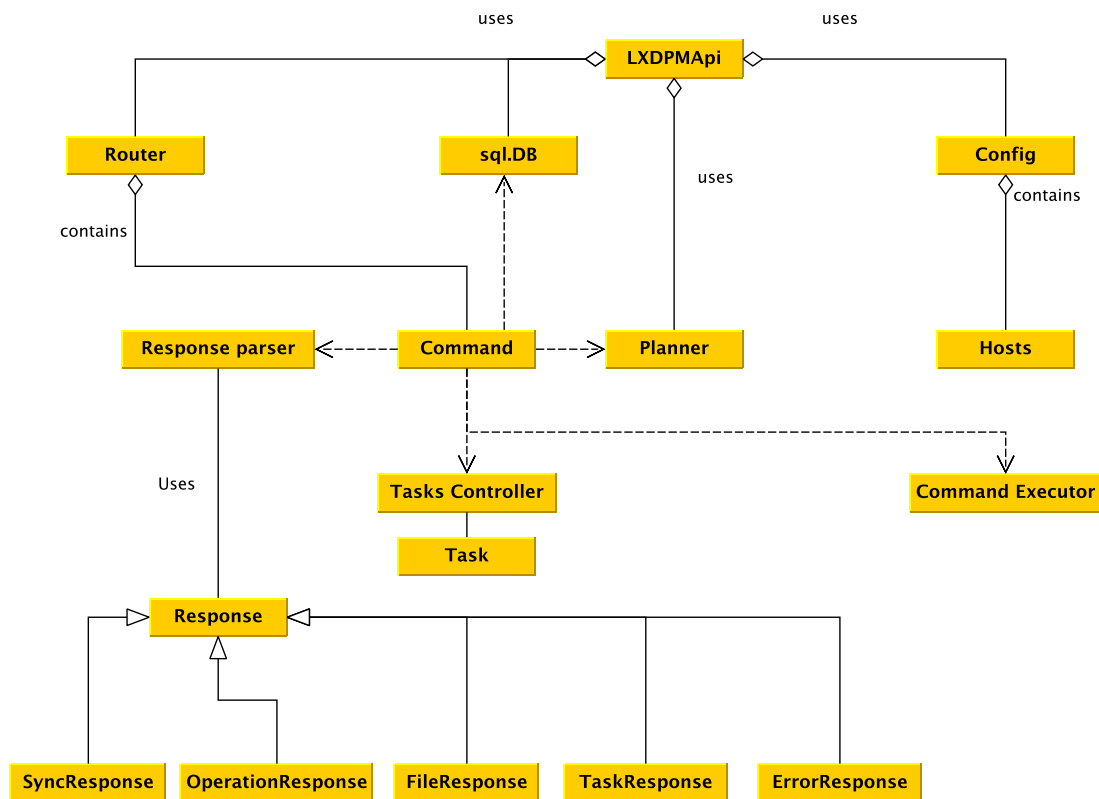 uses
uses
LXDPMApi
Router
sql.DB
Config
uses
contains
contains
Response parser
Command
Planner
Hosts
Uses
Tasks Controller
Command Executor
Task
Response
SyncResponse
OperationResponse
FileResponse
TaskResponse
ErrorResponse